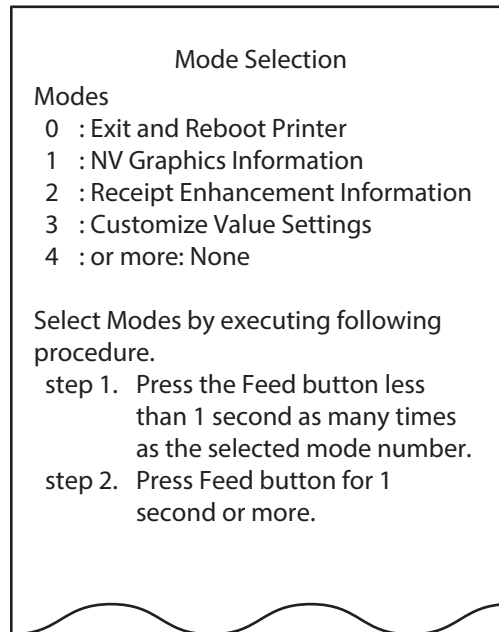 Mode Selection
Modes
0 : Exit and Reboot Printer
1 : NV Graphics Information
2 : Receipt Enhancement Information
3 : Customize Value Settings
4 : or more: None
Select Modes by executing following
procedure.
step 1. Press the Feed button less
than 1 second as many times
as the selected mode number.
step 2. Press Feed button for 1
second or more.